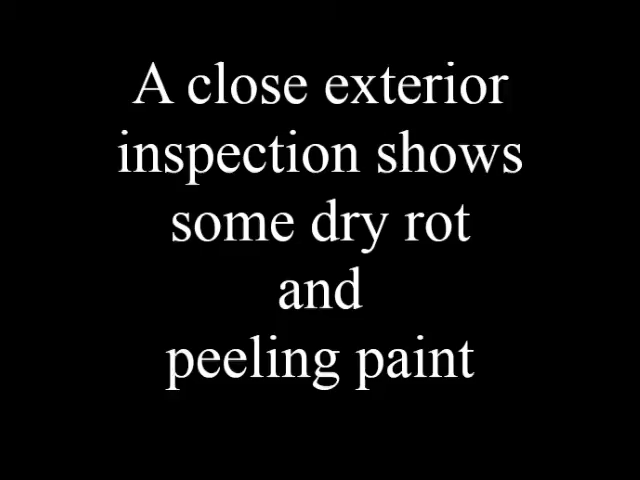 A close exterior
inspection shows
some dry rot
and
peeling paint